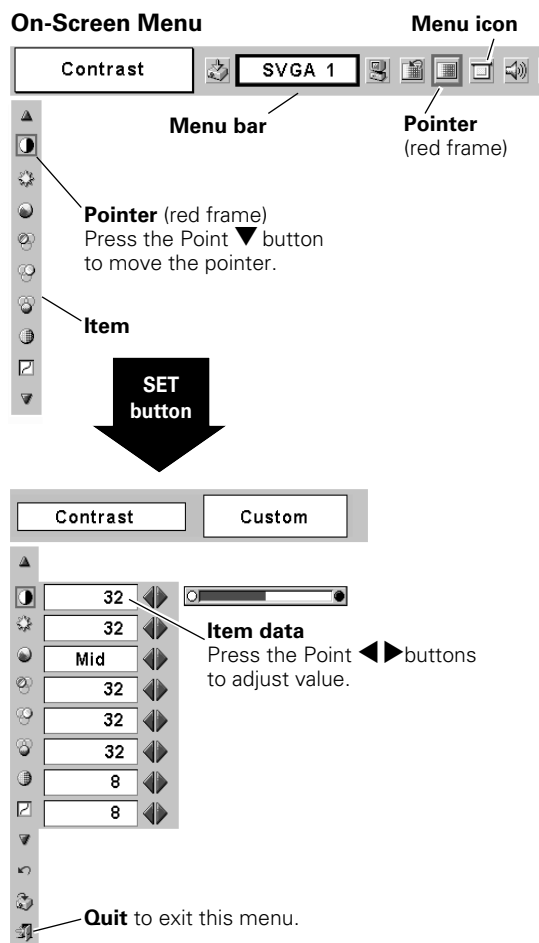 On-Screen Menu
Menu icon
Contrast
SVGA 1
Menu bar
Pointer
(red frame)
Pointer (red frame)
Press the Point ▼ button
to move the pointer.
Item
SET
button
Contrast
Custom
32
32
Mid
32
32
32
8
8
Item data
Press the Point ◀ ▶ buttons
to adjust value.
Quit to exit this menu.